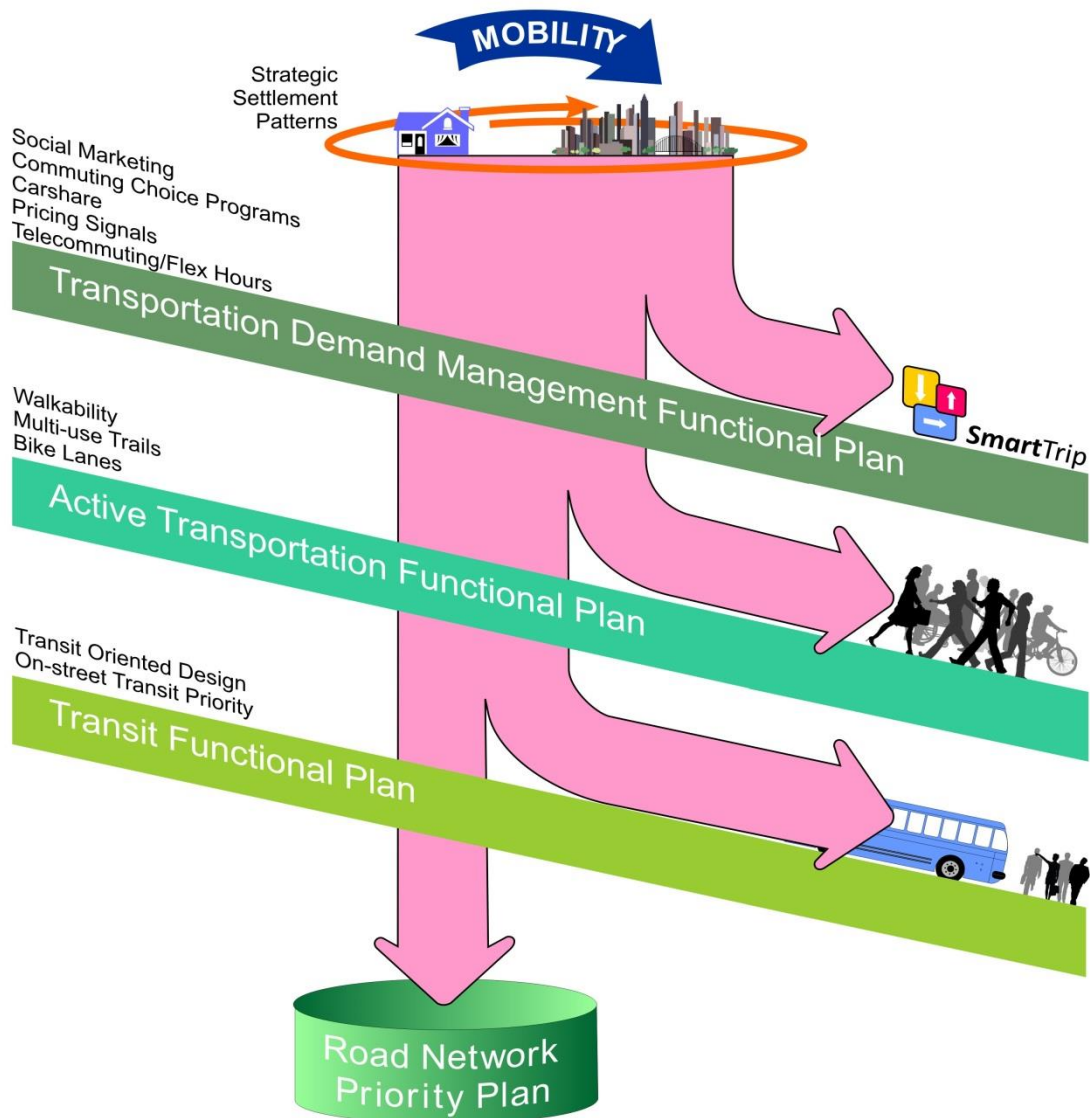 MOBILITY
Strategic
Settlement
Patterns
Social Marketing
Commuting Choice Programs
Carshare
Pricing Signals
Telecommuting/Flex Hours
Transportation Demand Management Functional Plan
SmartTrip
Walkability
Multi-use Trails
Bike Lanes
Active Transportation Functional Plan
Transit Oriented Design
On-street Transit Priority
Transit Functional Plan
Road Network
Priority Plan